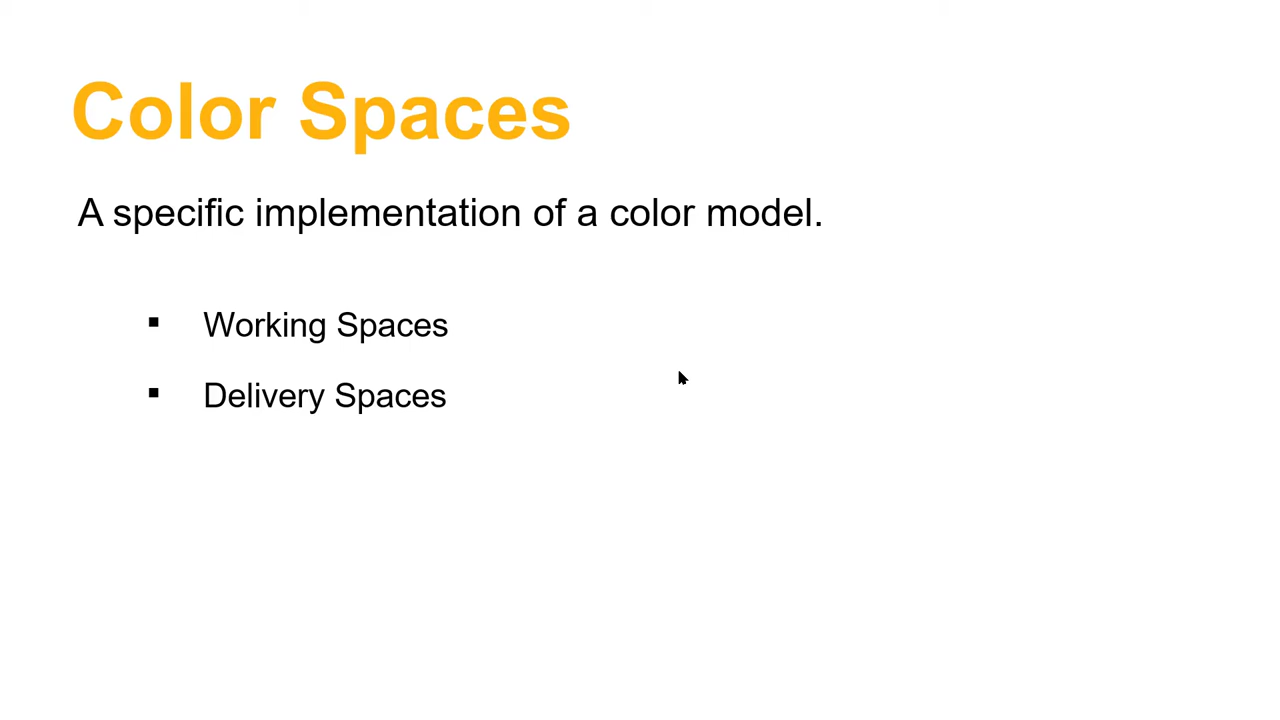 Color Spaces
A specific implementation of a color model.
▪ Working Spaces
▪ Delivery Spaces